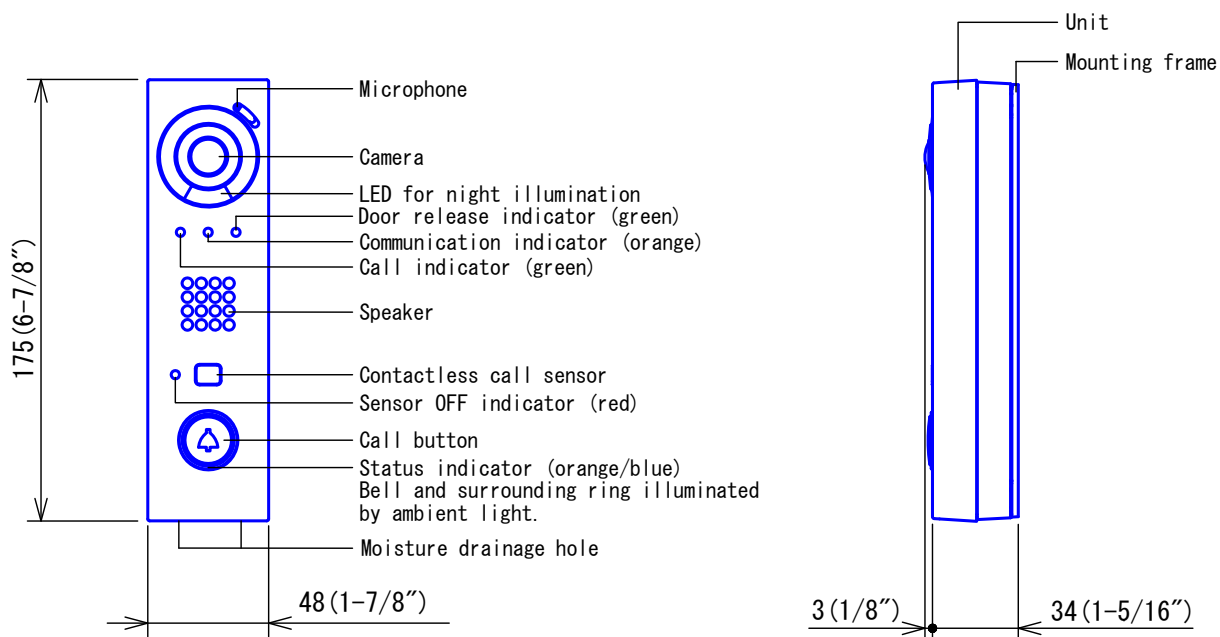 Unit
Mounting frame
Microphone
Camera
LED for night illumination
Door release indicator (green)
Communication indicator (orange)
Call indicator (green)
Speaker
Contactless call sensor
Sensor OFF indicator (red)
Call button
Status indicator (orange/blue)
Bell and surrounding ring illuminated
by ambient light.
Moisture drainage hole
175(6-7/8″)
48(1-7/8″)
3(1/8″)
34(1-5/16″)